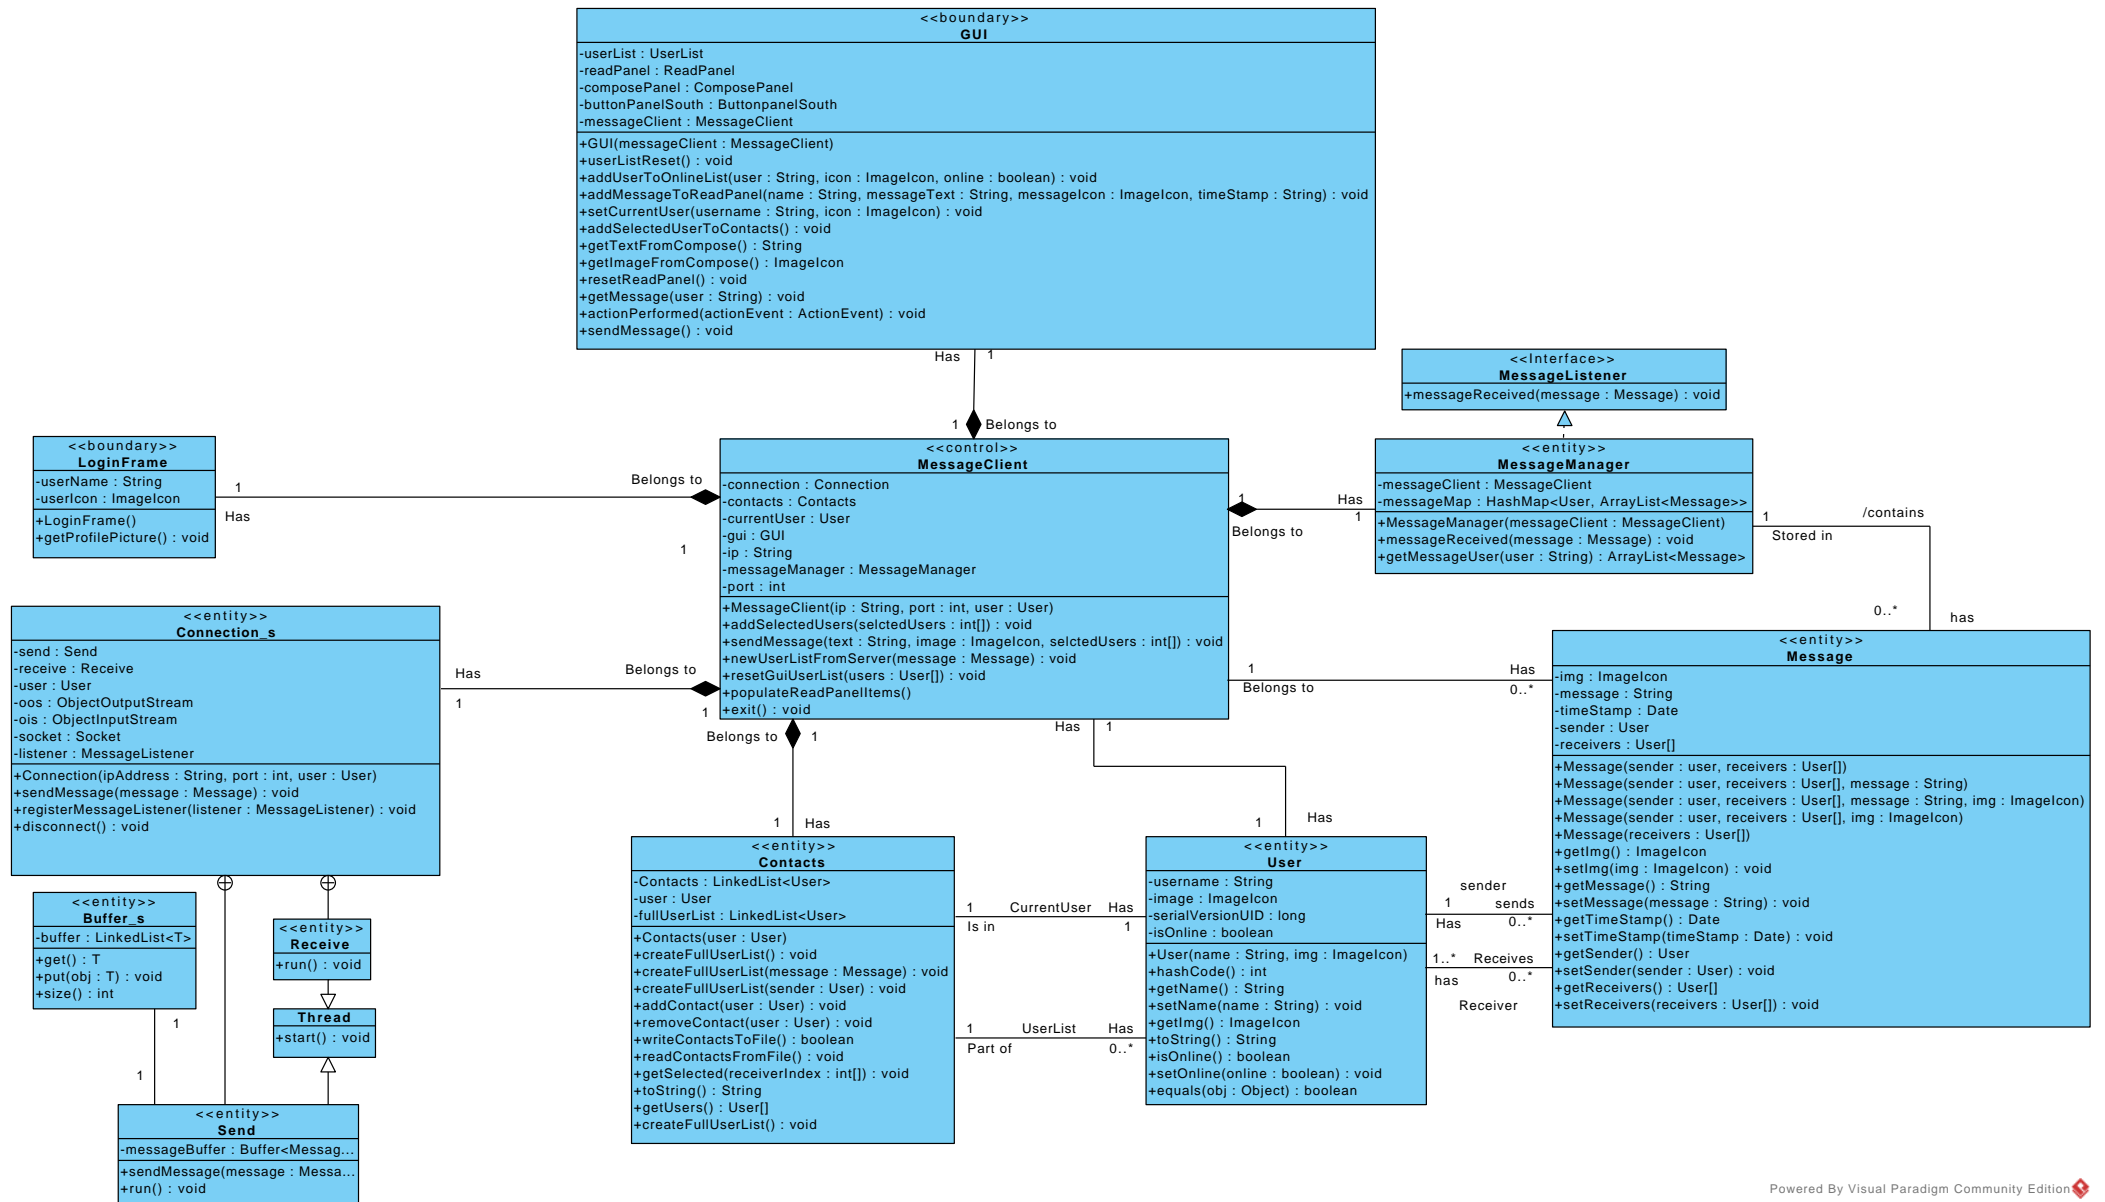 <<boundary>>
GUI
-userList : UserList
-readPanel : ReadPanel
-composePanel : ComposePanel
-buttonPanelSouth : ButtonpanelSouth
-messageClient : MessageClient
+GUI(messageClient : MessageClient)
+userListReset() : void
+addUserToOnlineList(user : String, icon : ImageIcon, online : boolean) : void
+addMessageToReadPanel(name : String, messageText : String, messageIcon : ImageIcon, timeStamp : String) : void
+setCurrentUser(username : String, icon : ImageIcon) : void
+addSelectedUserToContacts() : void
+getTextFromCompose() : String
+getImageFromCompose() : ImageIcon
+resetReadPanel() : void
+getMessage(user : String) : void
+actionPerformed(actionEvent : ActionEvent) : void
+sendMessage() : void
Has 1
1 Belongs to
<<Interface>>
MessageListener
+messageReceived(message : Message) : void
<<boundary>>
LoginFrame
-userName : String
-userIcon : ImageIcon
+LoginFrame()
+getProfilePicture() : void
1
Has
Belongs to
1
<<control>>
MessageClient
-connection : Connection
-contacts : Contacts
-currentUser : User
-gui : GUI
-ip : String
-messageManager : MessageManager
-port : int
+MessageClient(ip : String, port : int, user : User)
+addSelectedUsers(selctedUsers : int[]) : void
+sendMessage(text : String, image : ImageIcon, selctedUsers : int[]) : void
+newUserListFromServer(message : Message) : void
+resetGuiUserList(users : User[]) : void
+populateReadPanelItems()
+exit() : void
1
Belongs to
Has
1
<<entity>>
MessageManager
-messageClient : MessageClient
-messageMap : HashMap<User, ArrayList<Message>>
+MessageManager(messageClient : MessageClient)
+messageReceived(message : Message) : void
+getMessageUser(user : String) : ArrayList<Message>
1
Stored in
/contains
0..*
has
<<entity>>
Connection_s
-send : Send
-receive : Receive
-user : User
-oos : ObjectOutputStream
-ois : ObjectInputStream
-socket : Socket
-listener : MessageListener
+Connection(ipAddress : String, port : int, user : User)
+sendMessage(message : Message) : void
+registerMessageListener(listener : MessageListener) : void
+disconnect() : void
Has
1
Belongs to
1
1
Belongs to
Has
0..*
<<entity>>
Message
-img : ImageIcon
-message : String
-timeStamp : Date
-sender : User
-receivers : User[]
+Message(sender : user, receivers : User[])
+Message(sender : user, receivers : User[], message : String)
+Message(sender : user, receivers : User[], message : String, img : ImageIcon)
+Message(sender : user, receivers : User[], img : ImageIcon)
+Message(receivers : User[])
+getImg() : ImageIcon
+setImg(img : ImageIcon) : void
+getMessage() : String
+setMessage(message : String) : void
+getTimeStamp() : Date
+setTimeStamp(timeStamp : Date) : void
+getSender() : User
+setSender(sender : User) : void
+getReceivers() : User[]
+setReceivers(receivers : User[]) : void
Belongs to 1
1 Has
Has 1
1 Has
<<entity>>
Buffer_s
-buffer : LinkedList<T>
+get() : T
+put(obj : T) : void
+size() : int
1
1
<<entity>>
Receive
+run() : void
Thread
+start() : void
<<entity>>
Send
-messageBuffer : Buffer<Messag...
+sendMessage(message : Messa...
+run() : void
<<entity>>
Contacts
-Contacts : LinkedList<User>
-user : User
-fullUserList : LinkedList<User>
+Contacts(user : User)
+createFullUserList() : void
+createFullUserList(message : Message) : void
+createFullUserList(sender : User) : void
+addContact(user : User) : void
+removeContact(user : User) : void
+writeContactsToFile() : boolean
+readContactsFromFile() : void
+getSelected(receiverIndex : int[]) : void
+toString() : String
+getUsers() : User[]
+createFullUserList() : void
1 CurrentUser Has
Is in 1
1 UserList Has
Part of 0..*
<<entity>>
User
-username : String
-image : ImageIcon
-serialVersionUID : long
-isOnline : boolean
+User(name : String, img : ImageIcon)
+hashCode() : int
+getName() : String
+setName(name : String) : void
+getImg() : ImageIcon
+toString() : String
+isOnline() : boolean
+setOnline(online : boolean) : void
+equals(obj : Object) : boolean
sender
1 sends
Has 0..*
1..* Receives
has 0..*
Receiver
Powered By Visual Paradigm Community Edition